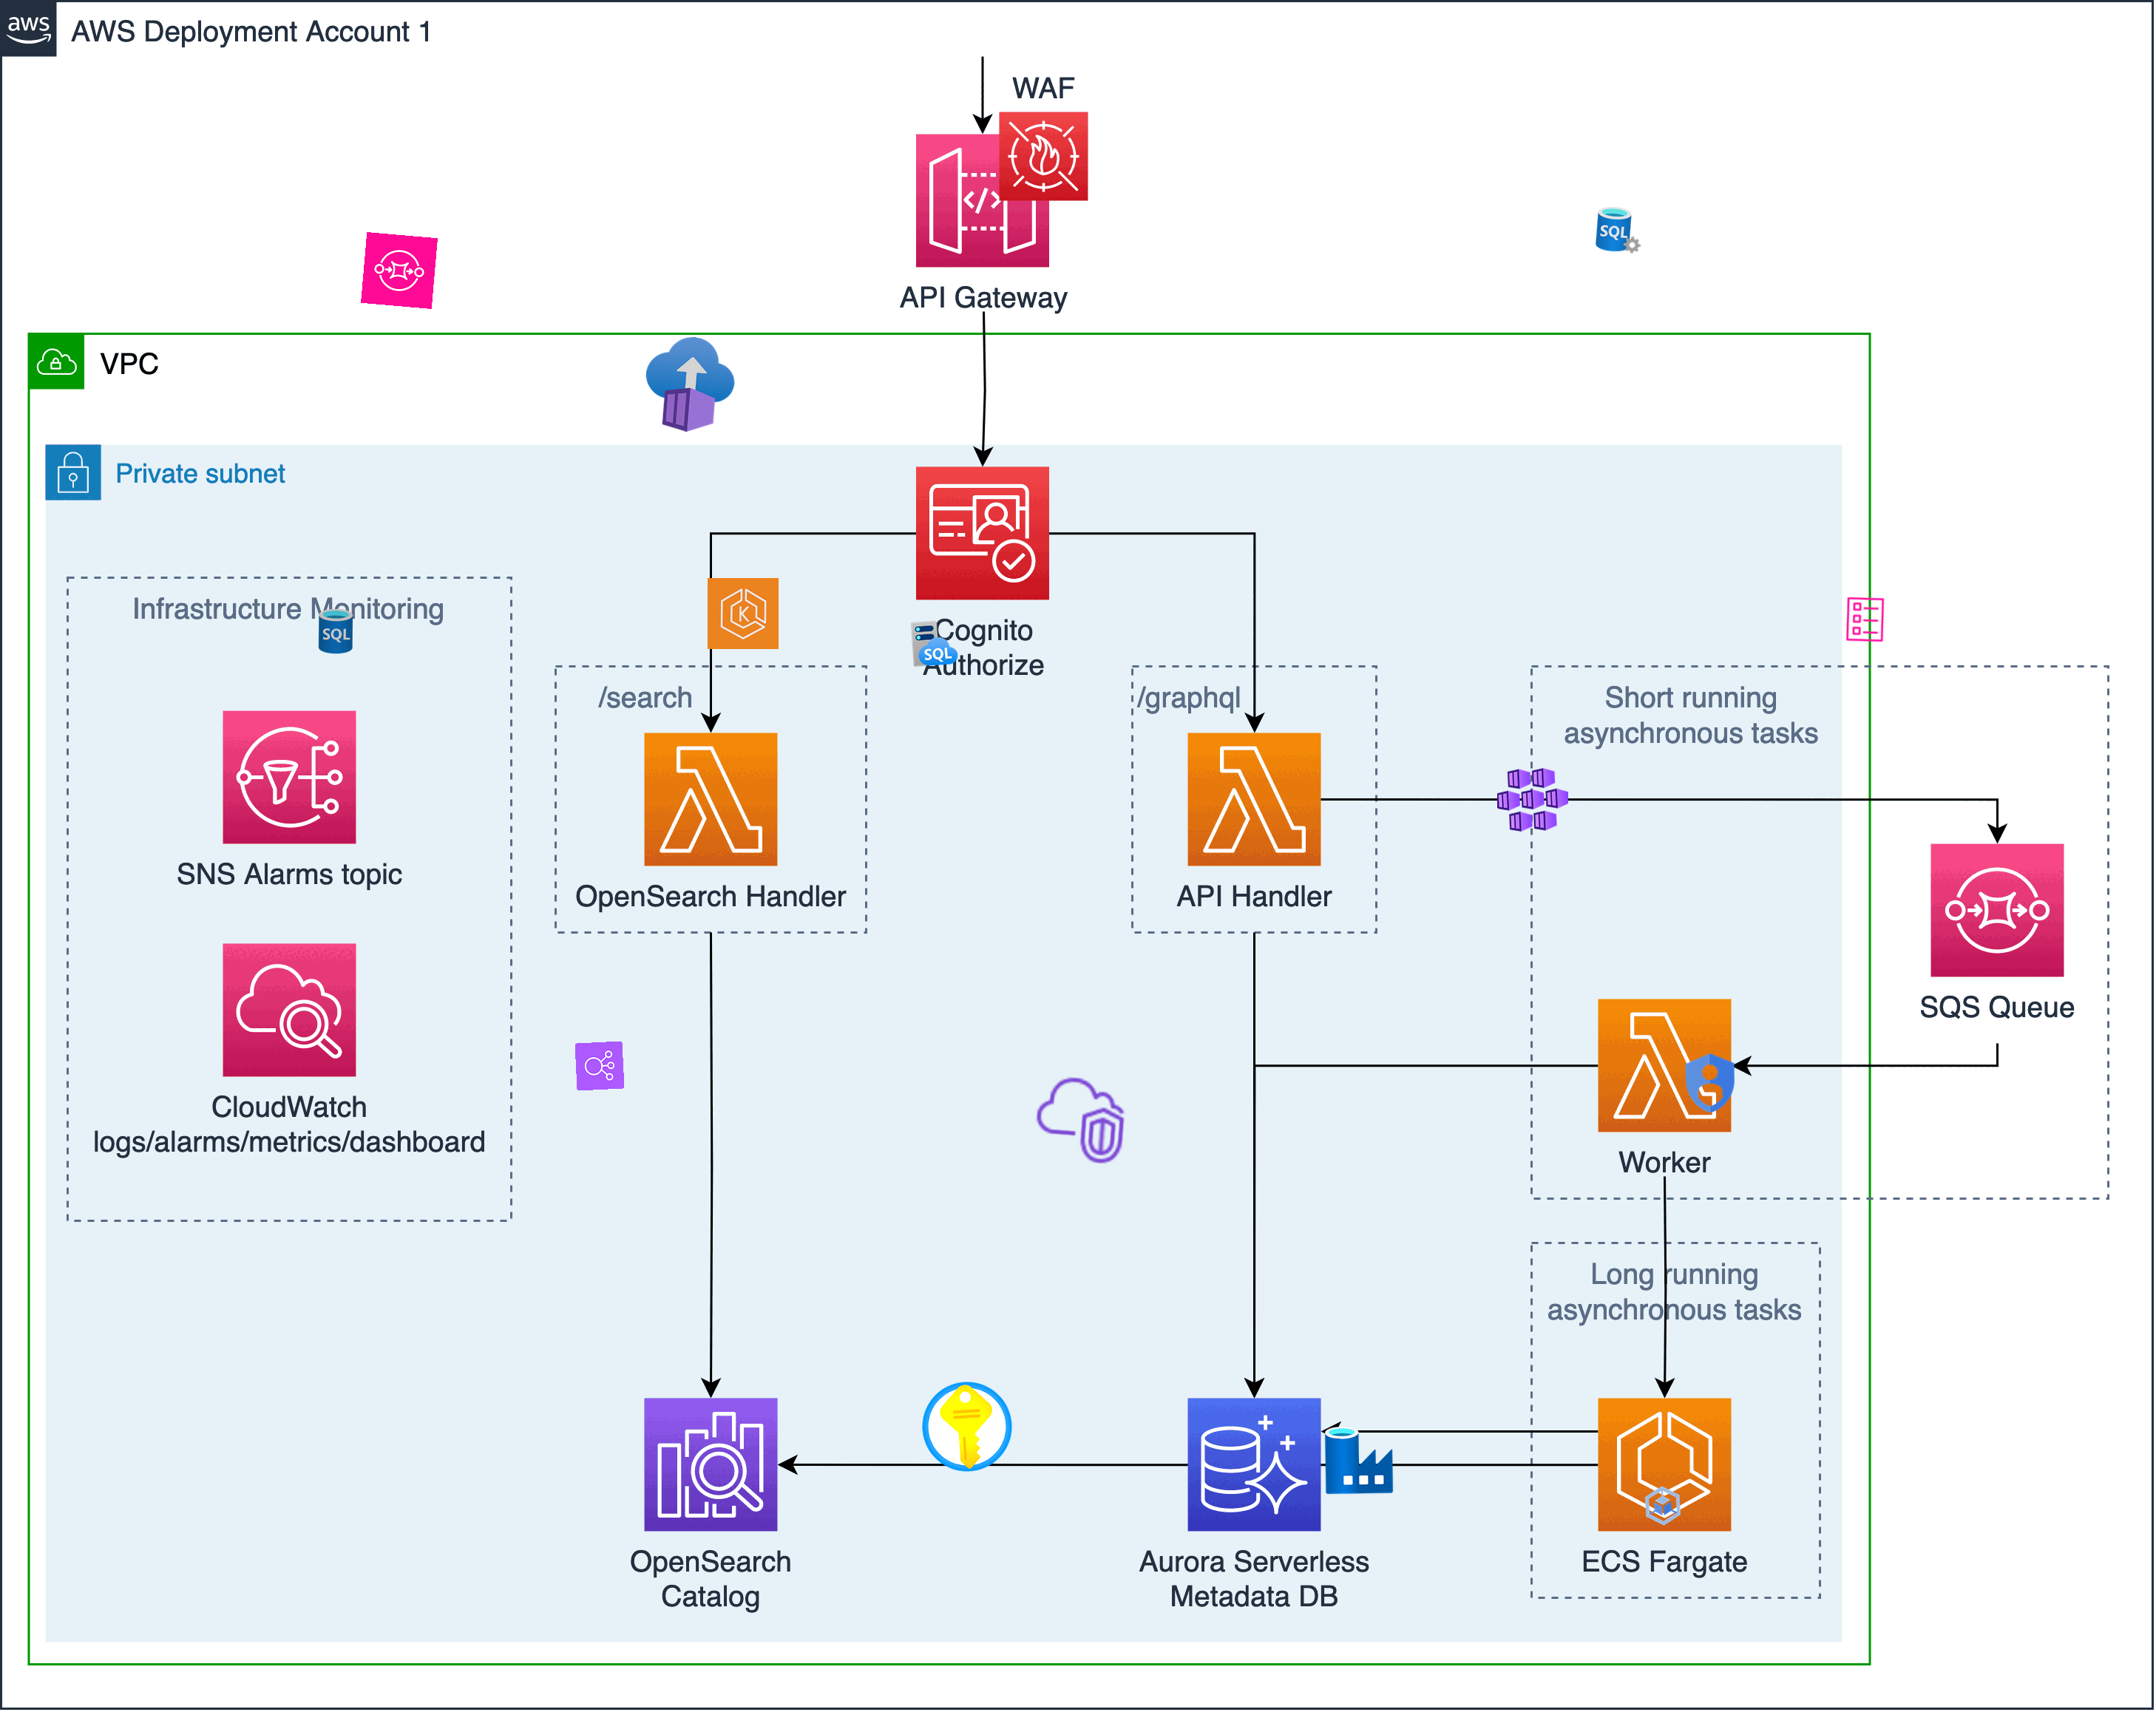 aws
AWS Deployment Account 1
WAF
API Gateway
SQL
VPC
Private subnet
Infrastructure Monitoring
SQL
K
Cognito
Authorize
SQL
/search
/graphql
Short running
asynchronous tasks
SNS Alarms topic
OpenSearch Handler
API Handler
SQS Queue
CloudWatch
logs/alarms/metrics/dashboard
Worker
Long running
asynchronous tasks
OpenSearch
Catalog
Aurora Serverless
Metadata DB
ECS Fargate